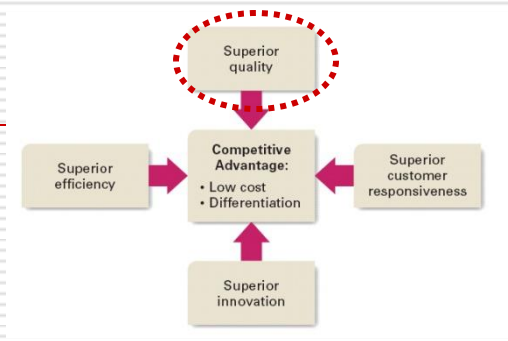 Superior
quality
Superior
efficiency
Competitive
Advantage:
• Low cost
• Differentiation
Superior
customer
responsiveness
Superior
innovation